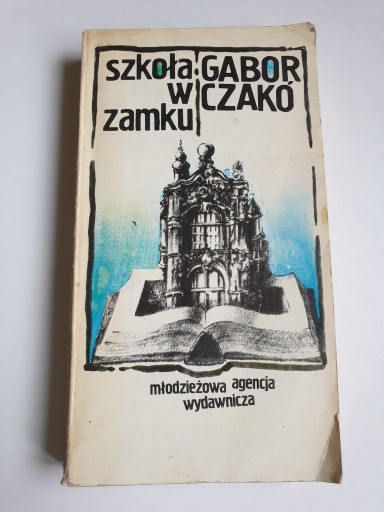 szkoła
w
zamku
GABOR
CZAKÓ
młodzieżowa agencja
wydawnicza